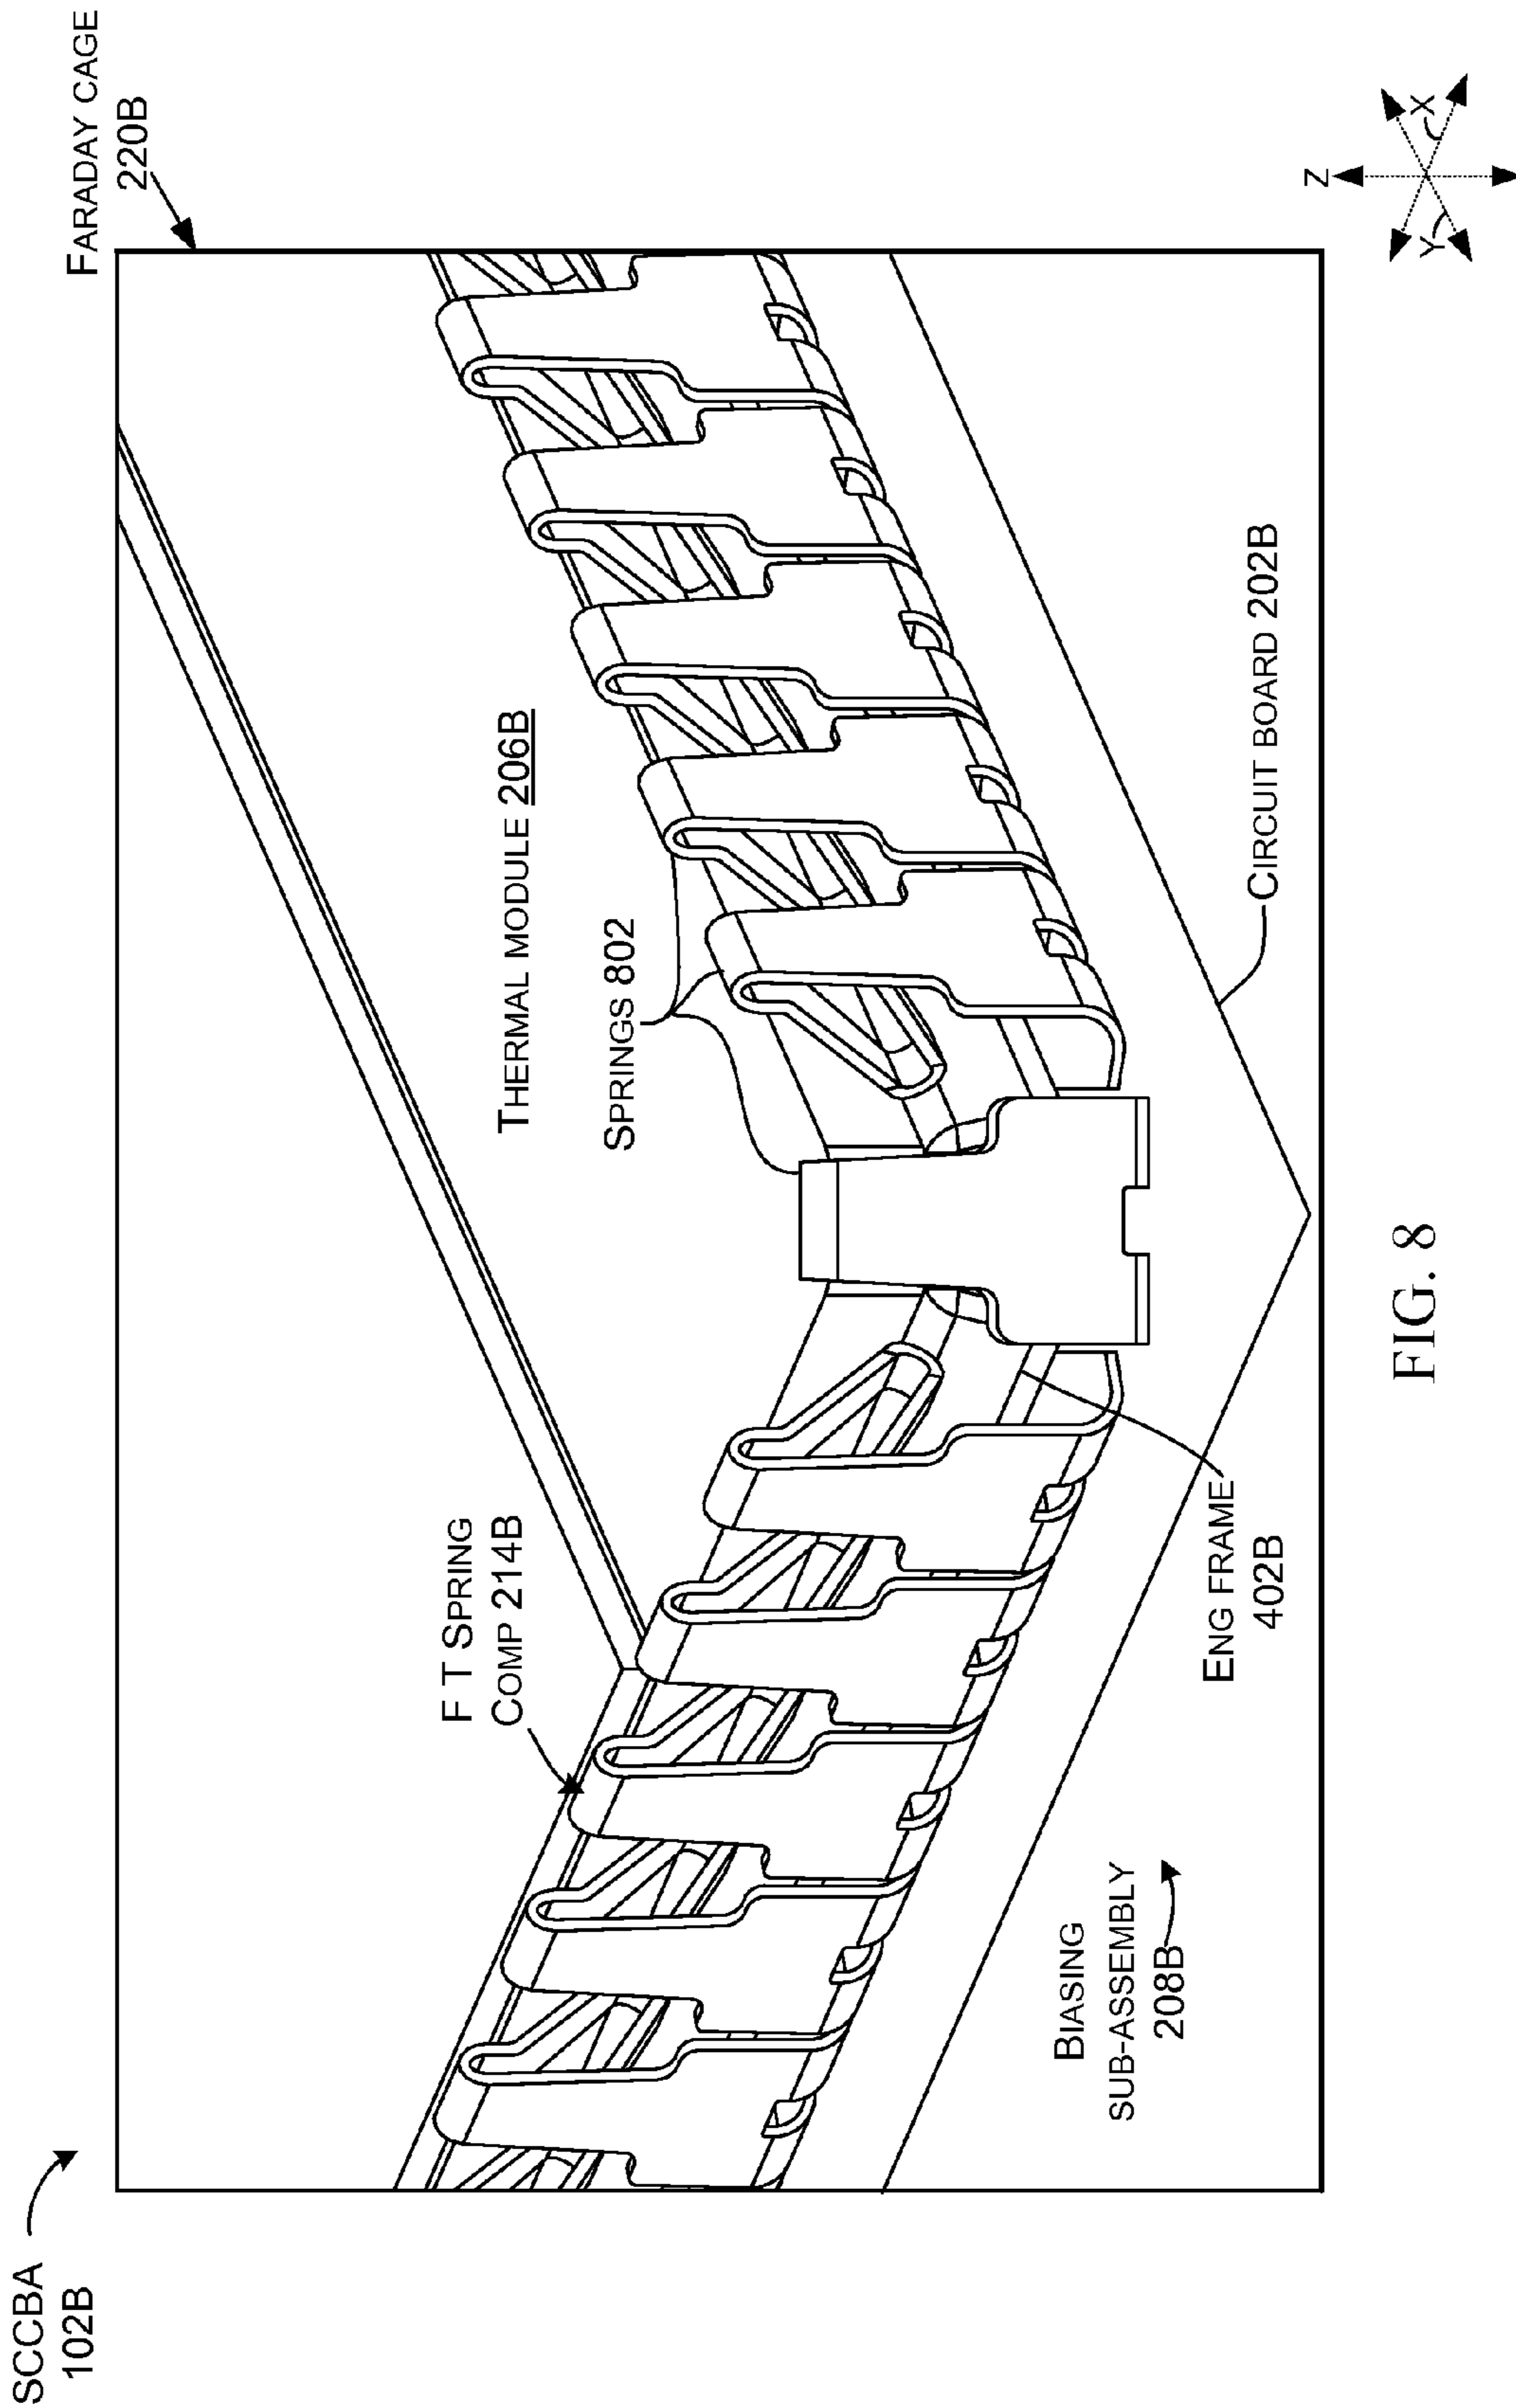 SCCBA
102B
FARADAY CAGE
220B
F T SPRING
COMP 214B
THERMAL MODULE 206B
SPRINGS 802
BIASING
SUB-ASSEMBLY
208B
ENG FRAME
402B
CIRCUIT BOARD 202B
Z
Y
X
FIG. 8